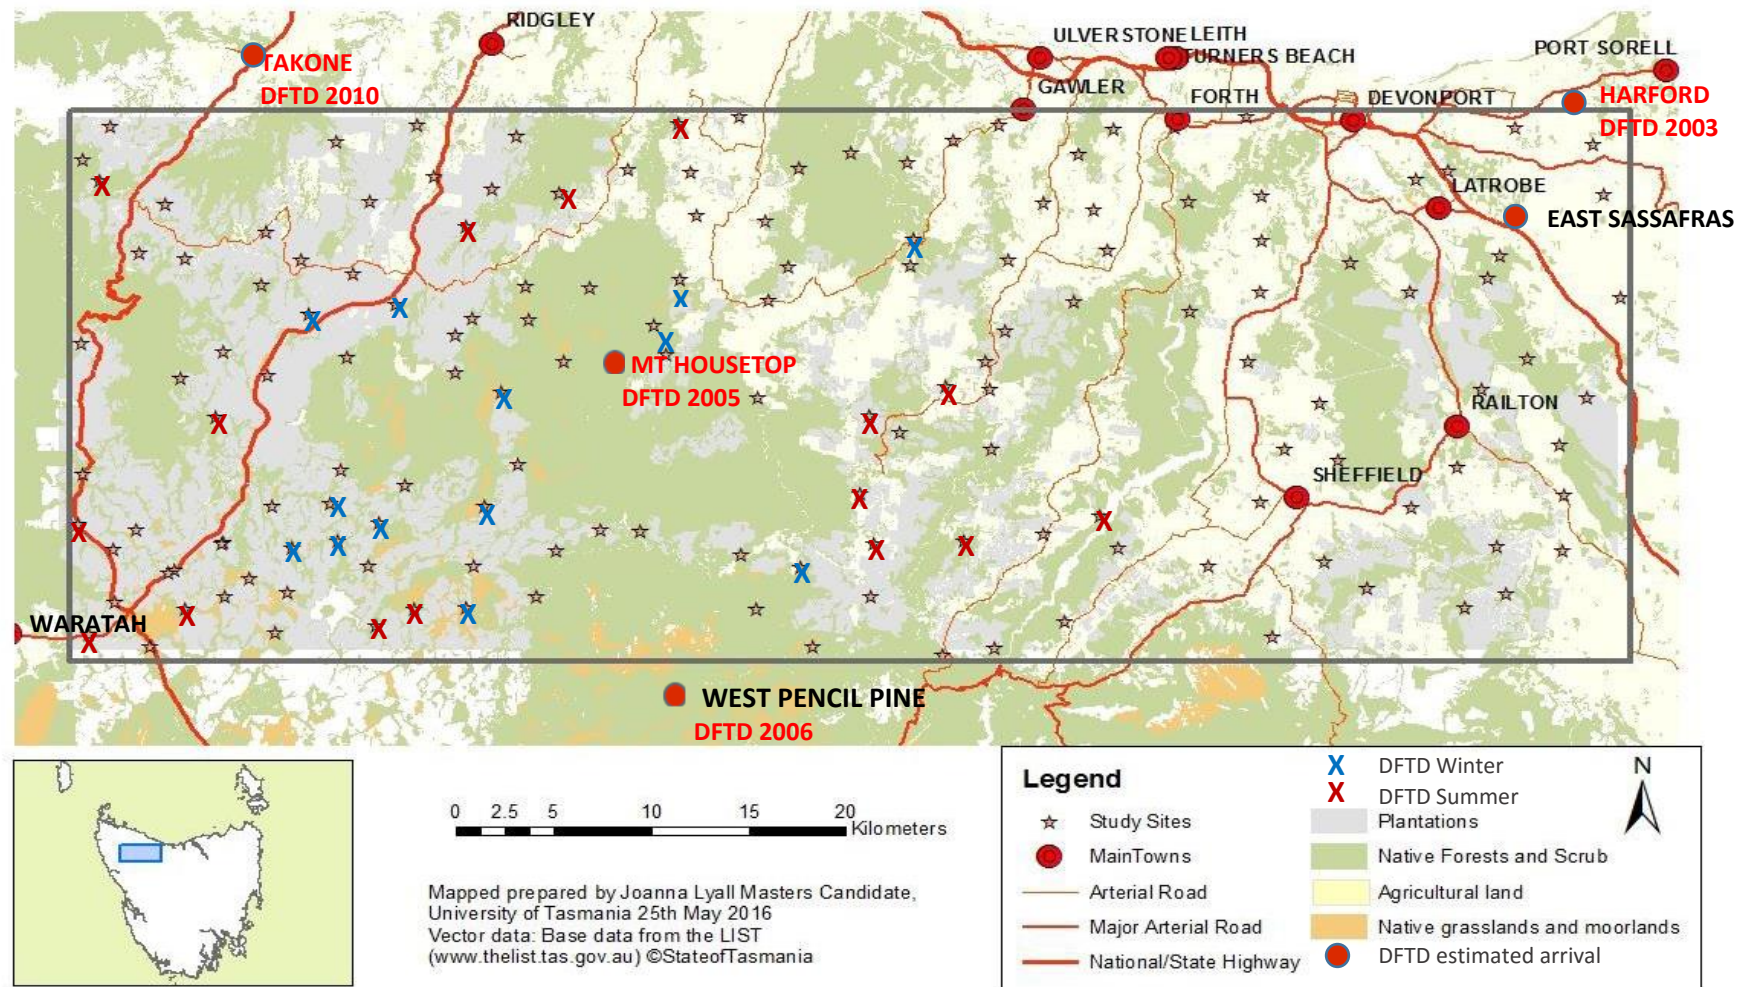 RIDGLEY
TAKONE
DFTD 2010
ULVERSTONE
LEITH
TURNERS BEACH
PORT SORELL
GAWLER
FORTH
DEVONPORT
HARFORD
DFTD 2003
LATROBE
EAST SASSAFRAS
MT HOUSETOP
DFTD 2005
RAILTON
SHEFFIELD
WARATAH
WEST PENCIL PINE
DFTD 2006
X X X X X X X X X X X X X X X X X X
X X X X X X X X X X X X X X
0 2.5 5 10 15 20
Kilometers
Mapped prepared by Joanna Lyall Masters Candidate,
University of Tasmania 25th May 2016
Vector data: Base data from the LIST
(www.thelist.tas.gov.au) ©StateofTasmania
Legend
Study Sites
MainTowns
Arterial Road
Major Arterial Road
National/State Highway
X DFTD Winter
X DFTD Summer
Plantations
Native Forests and Scrub
Agricultural land
Native grasslands and moorlands
DFTD estimated arrival
N